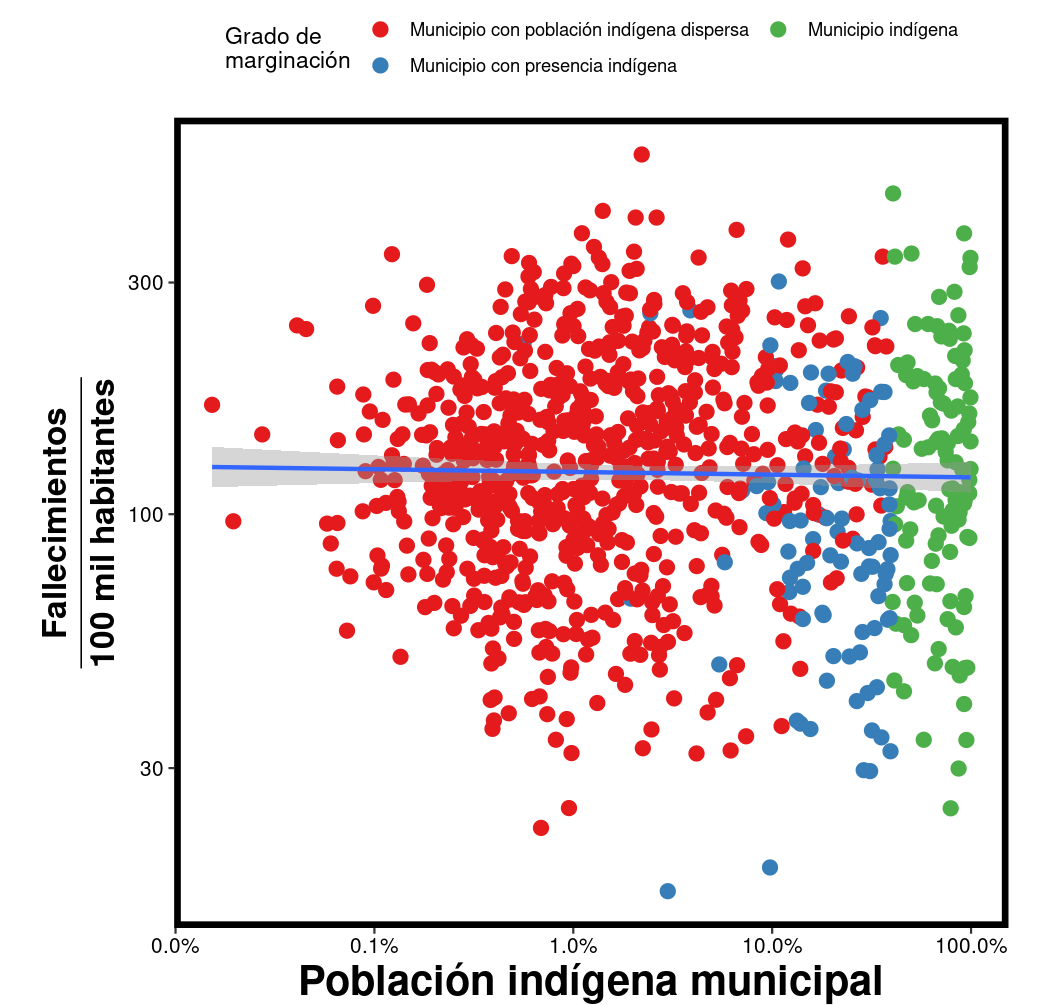 Grado de
marginación
Municipio con población indígena dispersa
Municipio indígena
Municipio con presencia indígena
Fallecimientos
100 mil habitantes
300
100
30
0.0%
0.1%
1.0%
10.0%
100.0%
Población indígena municipal